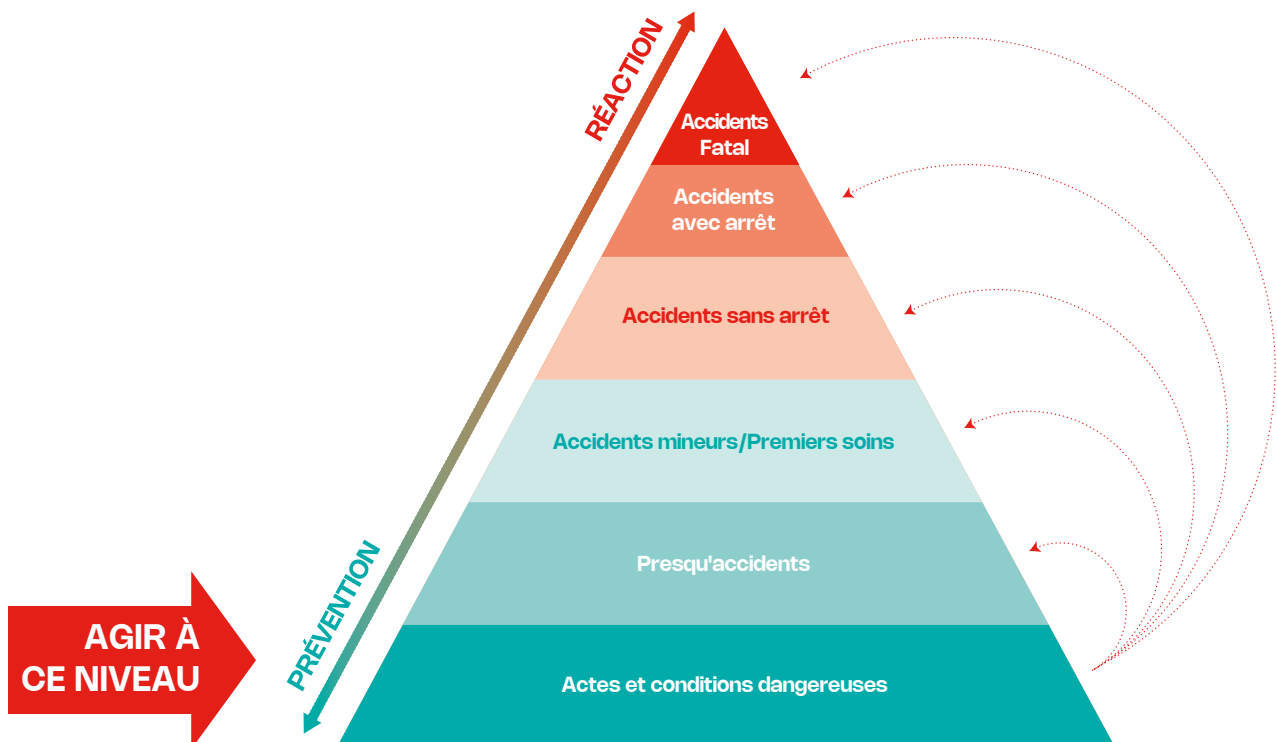 RÉACTION
Accidents
Fatal
Accidents
avec arrêt
Accidents sans arrêt
Accidents mineurs/Premiers soins
Presqu'accidents
PRÉVENTION
AGIR À
CE NIVEAU
Actes et conditions dangereuses